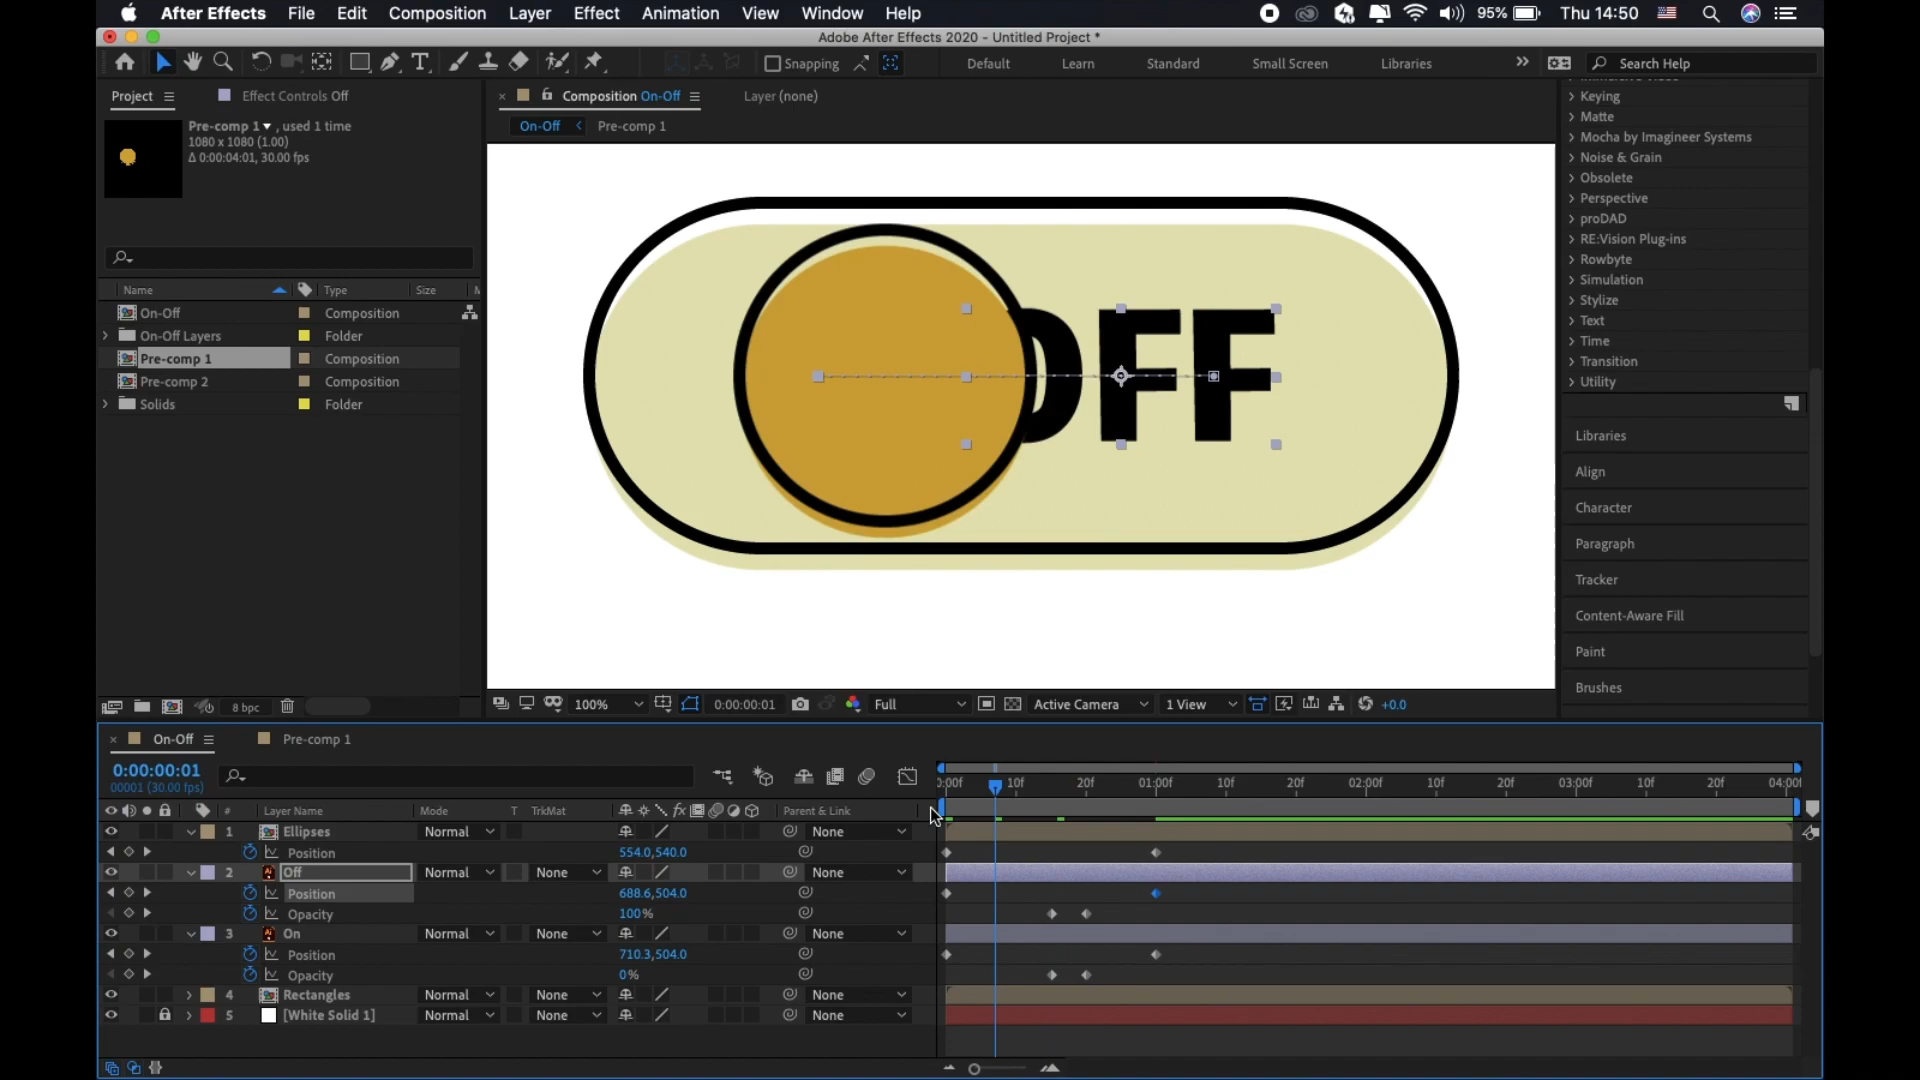 After Effects File Edit Composition Layer Effect Animation View Window Help 95% Thu 14:50
Adobe After Effects 2020 - Untitled Project *
Snapping Default Learn Standard Small Screen Libraries Search Help
Project Effect Controls Off Composition On-Off Layer (none)
On-Off Pre-comp 1
Pre-comp 1 , used 1 time
1080 x 1080 (1.00)
Δ 0:00:04:01, 30.00 fps
Name Type Size
On-Off Composition
On-Off Layers Folder
Pre-comp 1 Composition
Pre-comp 2 Composition
Solids Folder
OFF
Keying
Matte
Mocha by Imagineer Systems
Noise & Grain
Obsolete
Perspective
proDAD
RE:Vision Plug-ins
Rowbyte
Simulation
Stylize
Text
Time
Transition
Utility
Libraries
Align
Character
Paragraph
Tracker
Content-Aware Fill
Paint
Brushes
8 bpc 100% 0:00:00:01 Full Active Camera 1 View +0.0
On-Off Pre-comp 1
0:00:00:01
00001 (30.00 fps)
:00f 10f 20f 01:00f 10f 20f 02:00f 10f 20f 03:00f 10f 20f 04:00f
# Layer Name Mode T TrkMat fx Parent & Link
1 Ellipses Normal None
Position 554.0,540.0
2 Off Normal None None
Position 688.6,504.0
Opacity 100%
3 On Normal None None
Position 710.3,504.0
Opacity 0%
4 Rectangles Normal None None
5 [White Solid 1] Normal None None